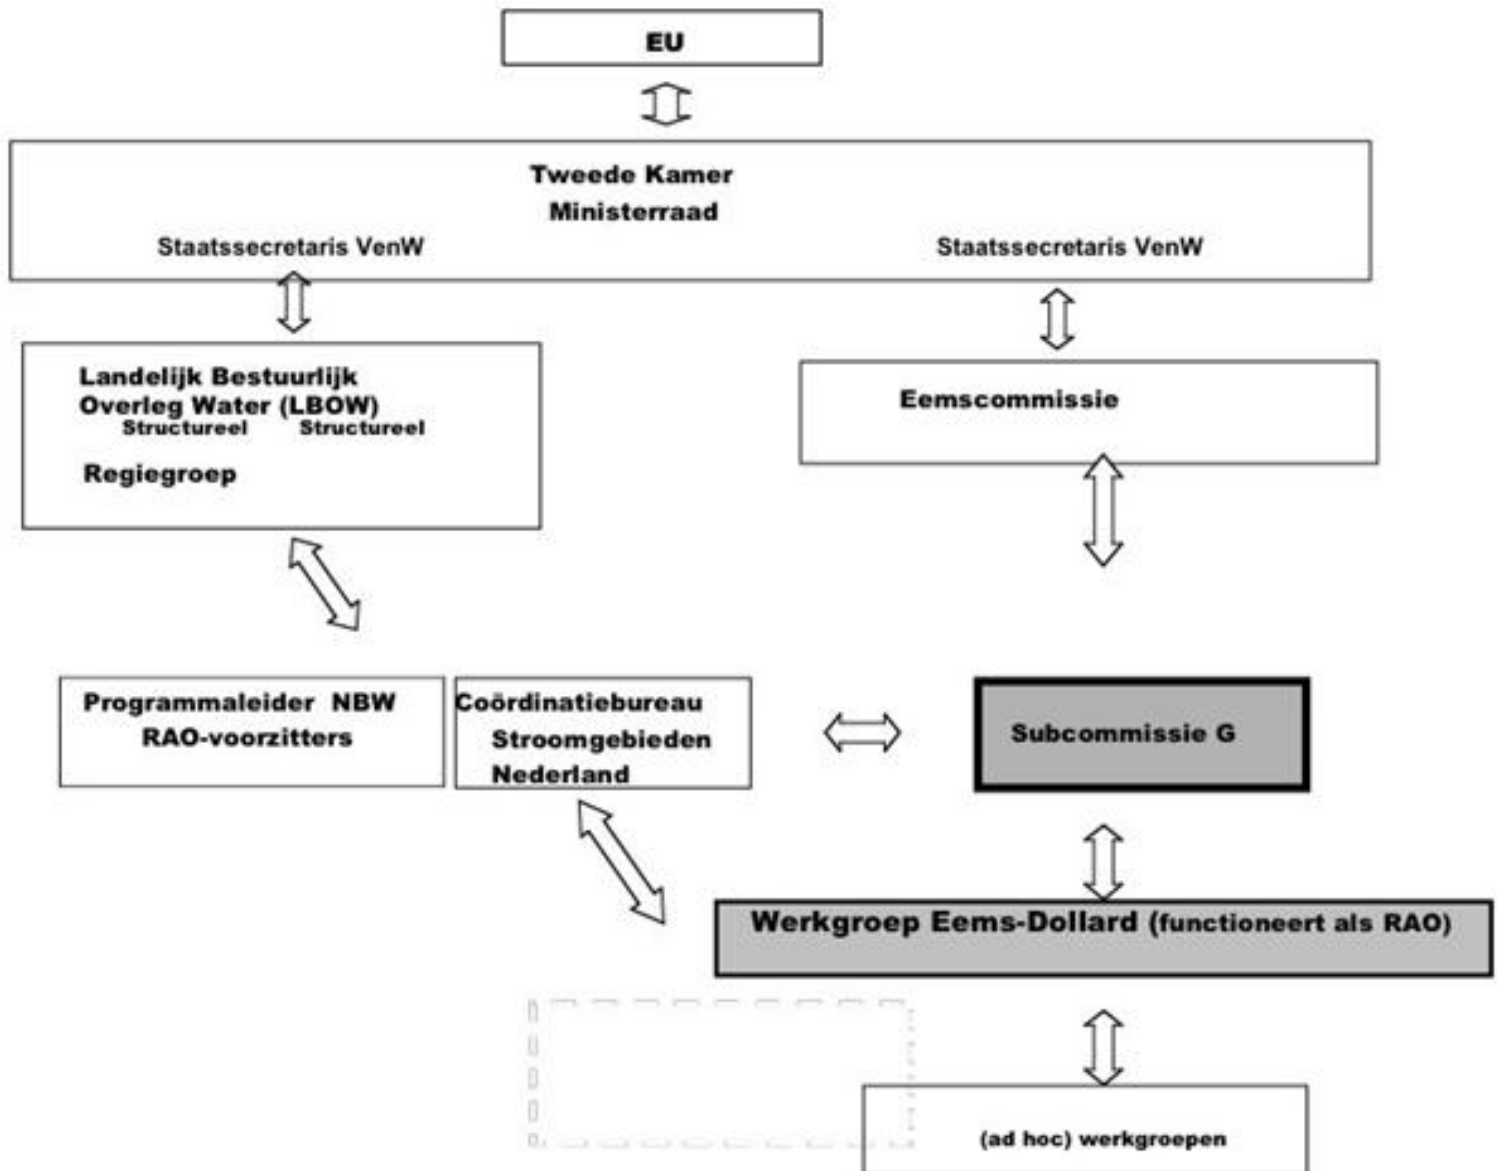 EU
Tweede Kamer
Ministerraad
Staatssecretaris VenW
Staatssecretaris VenW
Landelijk Bestuurlijk
Overleg Water (LBOW)
Structureel Structureel
Regiegroep
Eemscommissie
Programmaleider NBW
RAO-voorzitters
Coördinatiebureau
Stroomgebieden
Nederland
Subcommissie G
Werkgroep Eems-Dollard (functioneert als RAO)
(ad hoc) werkgroepen